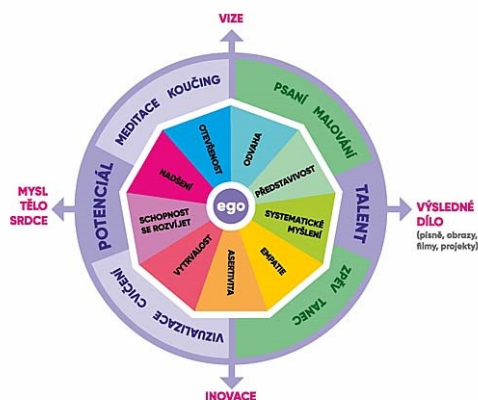 VIZE
MEDITACE KOUČING
PSANÍ MALOVÁNÍ
OTEVŘENOST
ODVAHA
NADŠENÍ
PŘEDSTAVIVOST
MYSL
TĚLO
SRDCE
POTENCIÁL
SCHOPNOST
SE ROZVÍJET
ego
SYSTEMATICKÉ
MYŠLENÍ
TALENT
VÝSLEDNÉ
DÍLO
(písně, obrazy,
filmy, projekty)
VYTRVALOST
ASERTIVITA
EMPATIE
VIZUALIZACE CVIČENÍ
ZPĚV TANEC
INOVACE